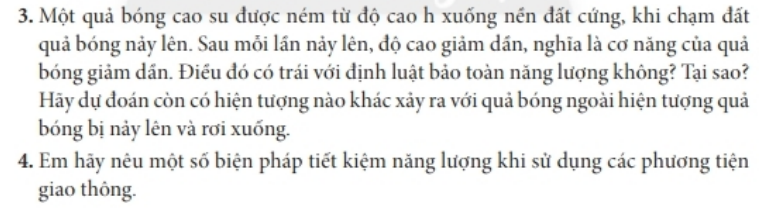 3. Một quả bóng cao su được ném từ độ cao h xuống nền đất cứng, khi chạm đất
quả bóng nảy lên. Sau mỗi lần nảy lên, độ cao giảm dần, nghĩa là cơ năng của quả
bóng giảm dần. Điều đó có trái với định luật bảo toàn năng lượng không? Tại sao?
Hãy dự đoán còn có hiện tượng nào khác xảy ra với quả bóng ngoài hiện tượng quả
bóng bị nảy lên và rơi xuống.
4. Em hãy nêu một số biện pháp tiết kiệm năng lượng khi sử dụng các phương tiện
giao thông.